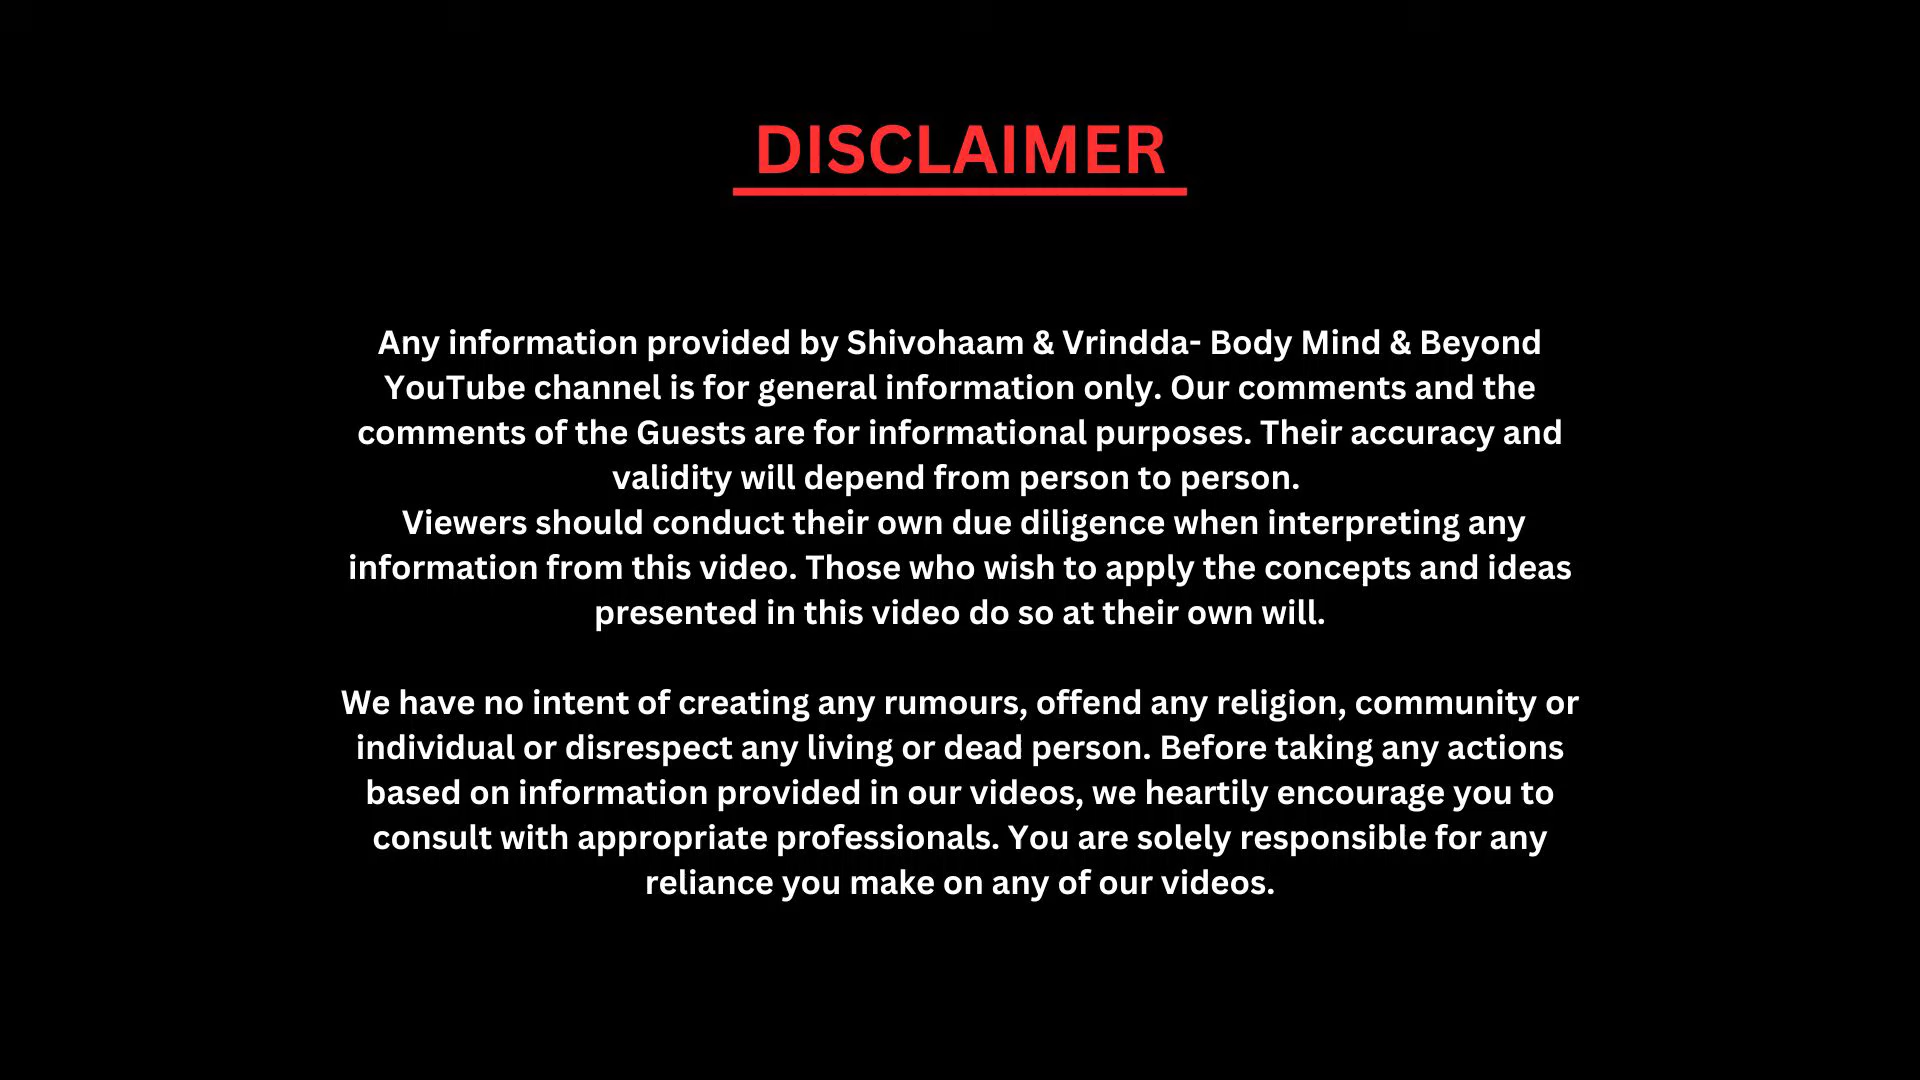 DISCLAIMER
Any information provided by Shivohaam & Vrindda- Body Mind & Beyond
YouTube channel is for general information only. Our comments and the
comments of the Guests are for informational purposes. Their accuracy and
validity will depend from person to person.
Viewers should conduct their own due diligence when interpreting any
information from this video. Those who wish to apply the concepts and ideas
presented in this video do so at their own will.
We have no intent of creating any rumours, offend any religion, community or
individual or disrespect any living or dead person. Before taking any actions
based on information provided in our videos, we heartily encourage you to
consult with appropriate professionals. You are solely responsible for any
reliance you make on any of our videos.